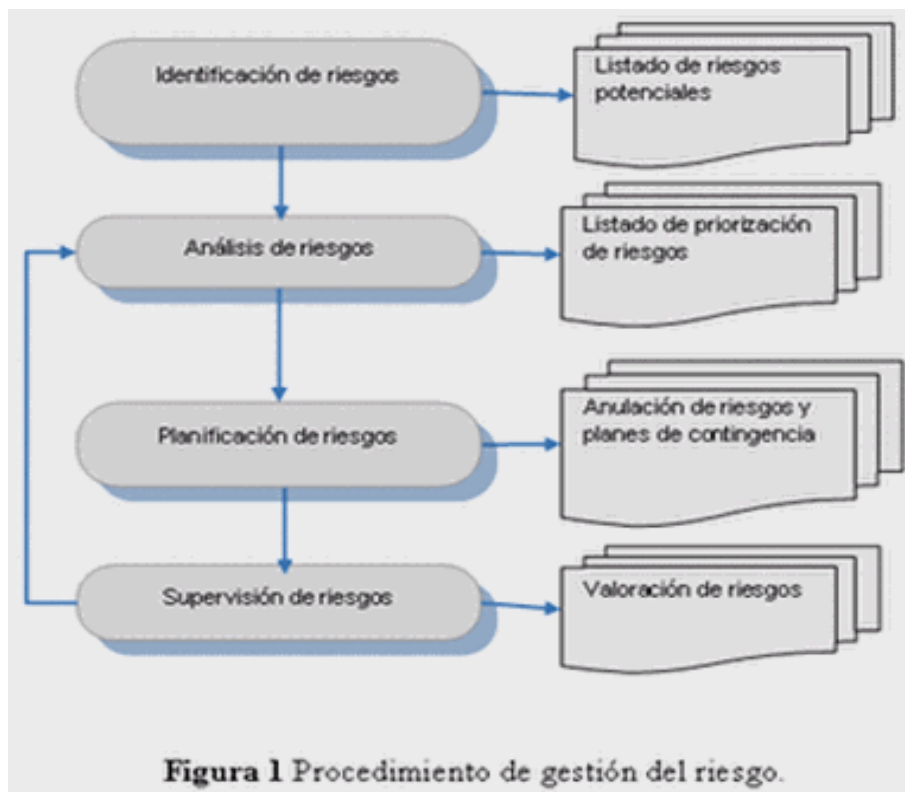 Identificación de riesgos
Listado de riesgos
potenciales
Análisis de riesgos
Listado de priorización
de riesgos
Planificación de riesgos
Anulación de riesgos y
planes de contingencia
Supervisión de riesgos
Valoración de riesgos
Figura 1 Procedimiento de gestión del riesgo.